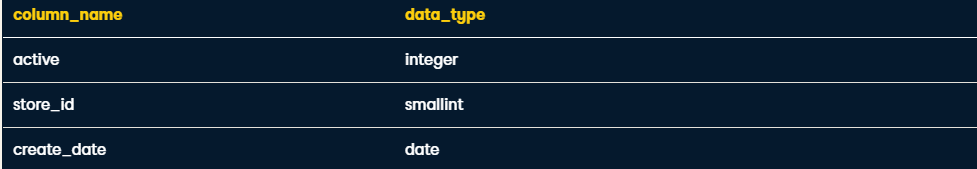 column_name data_type
active integer
store_id smallint
create_date date